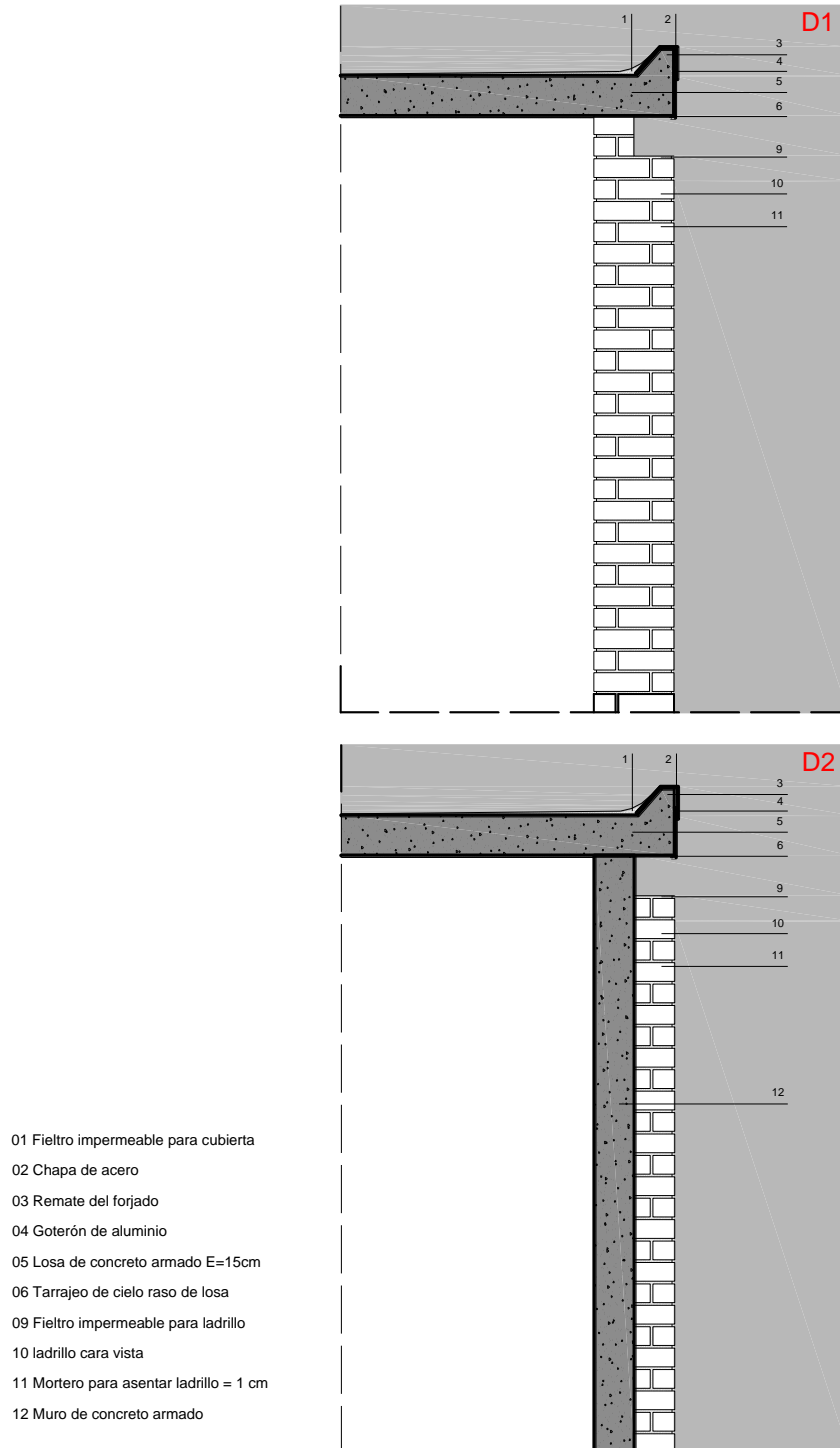 D1
1
2
3
4
5
6
9
10
11
D2
1
2
3
4
5
6
9
10
11
12
01 Fieltro impermeable para cubierta
02 Chapa de acero
03 Remate del forjado
04 Goterón de aluminio
05 Losa de concreto armado E=15cm
06 Tarrajeo de cielo raso de losa
09 Fieltro impermeable para ladrillo
10 ladrillo cara vista
11 Mortero para asentar ladrillo = 1 cm
12 Muro de concreto armado